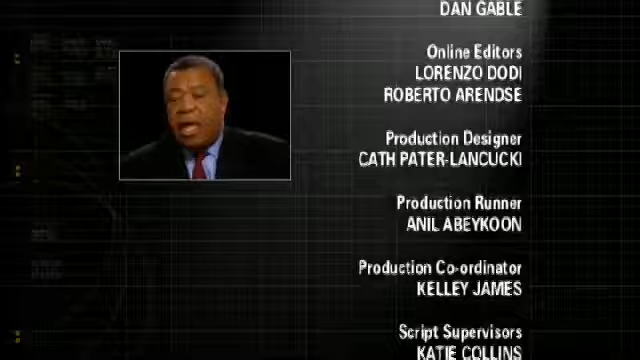 DAN GABLE
Online Editors
LORENZO DODI
ROBERTO ARENDSE
Production Designer
CATH PATER-LANCUCKI
Production Runner
ANIL ABEYKOON
Production Co-ordinator
KELLEY JAMES
Script Supervisors
KATIE COLLINS